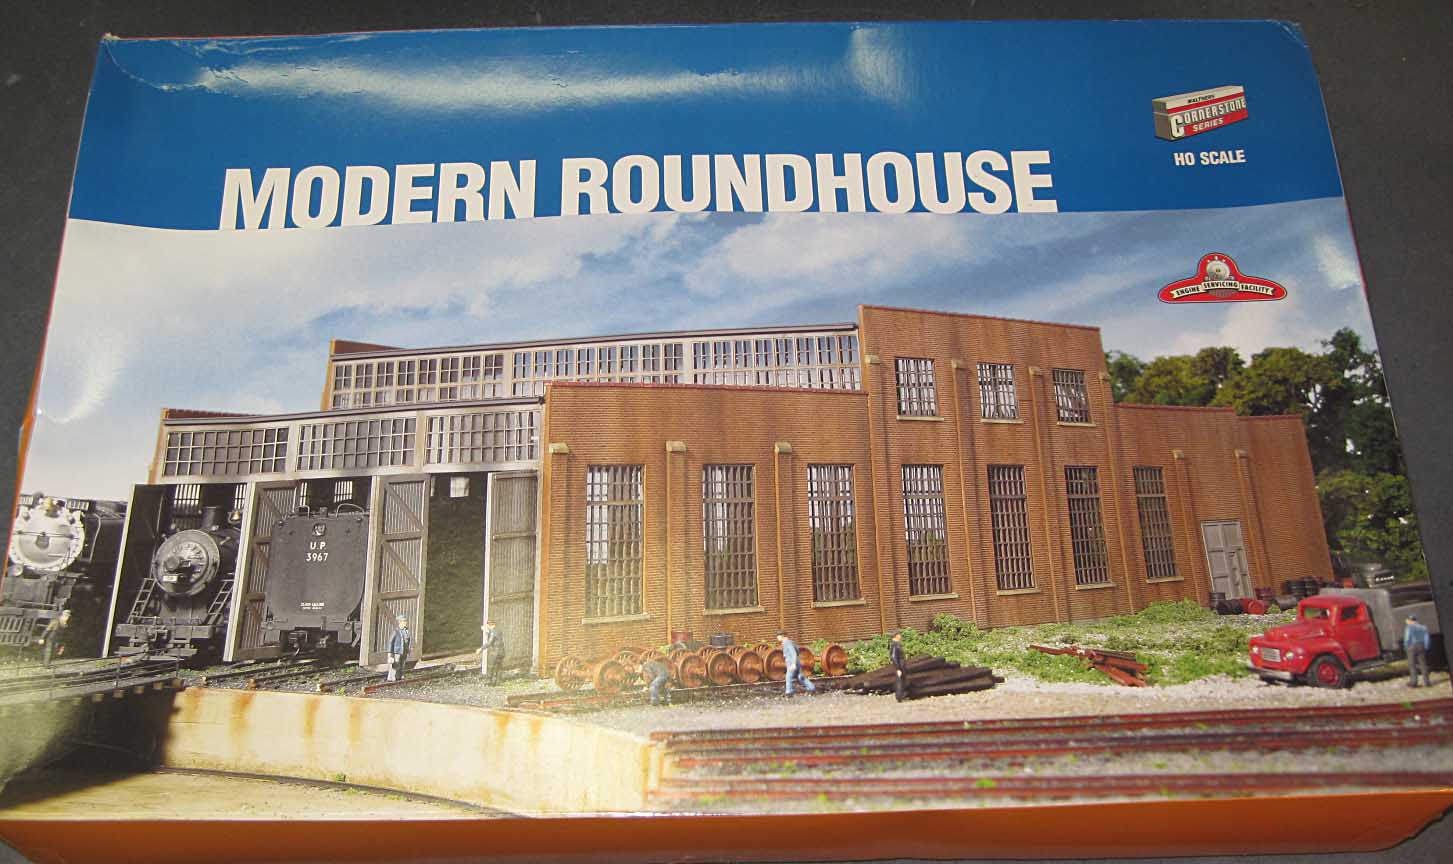 WALTHERS
CORNERSTONE
SERIES
HO SCALE
MODERN ROUNDHOUSE
ENGINE SERVICING FACILITY
U.P.
3967